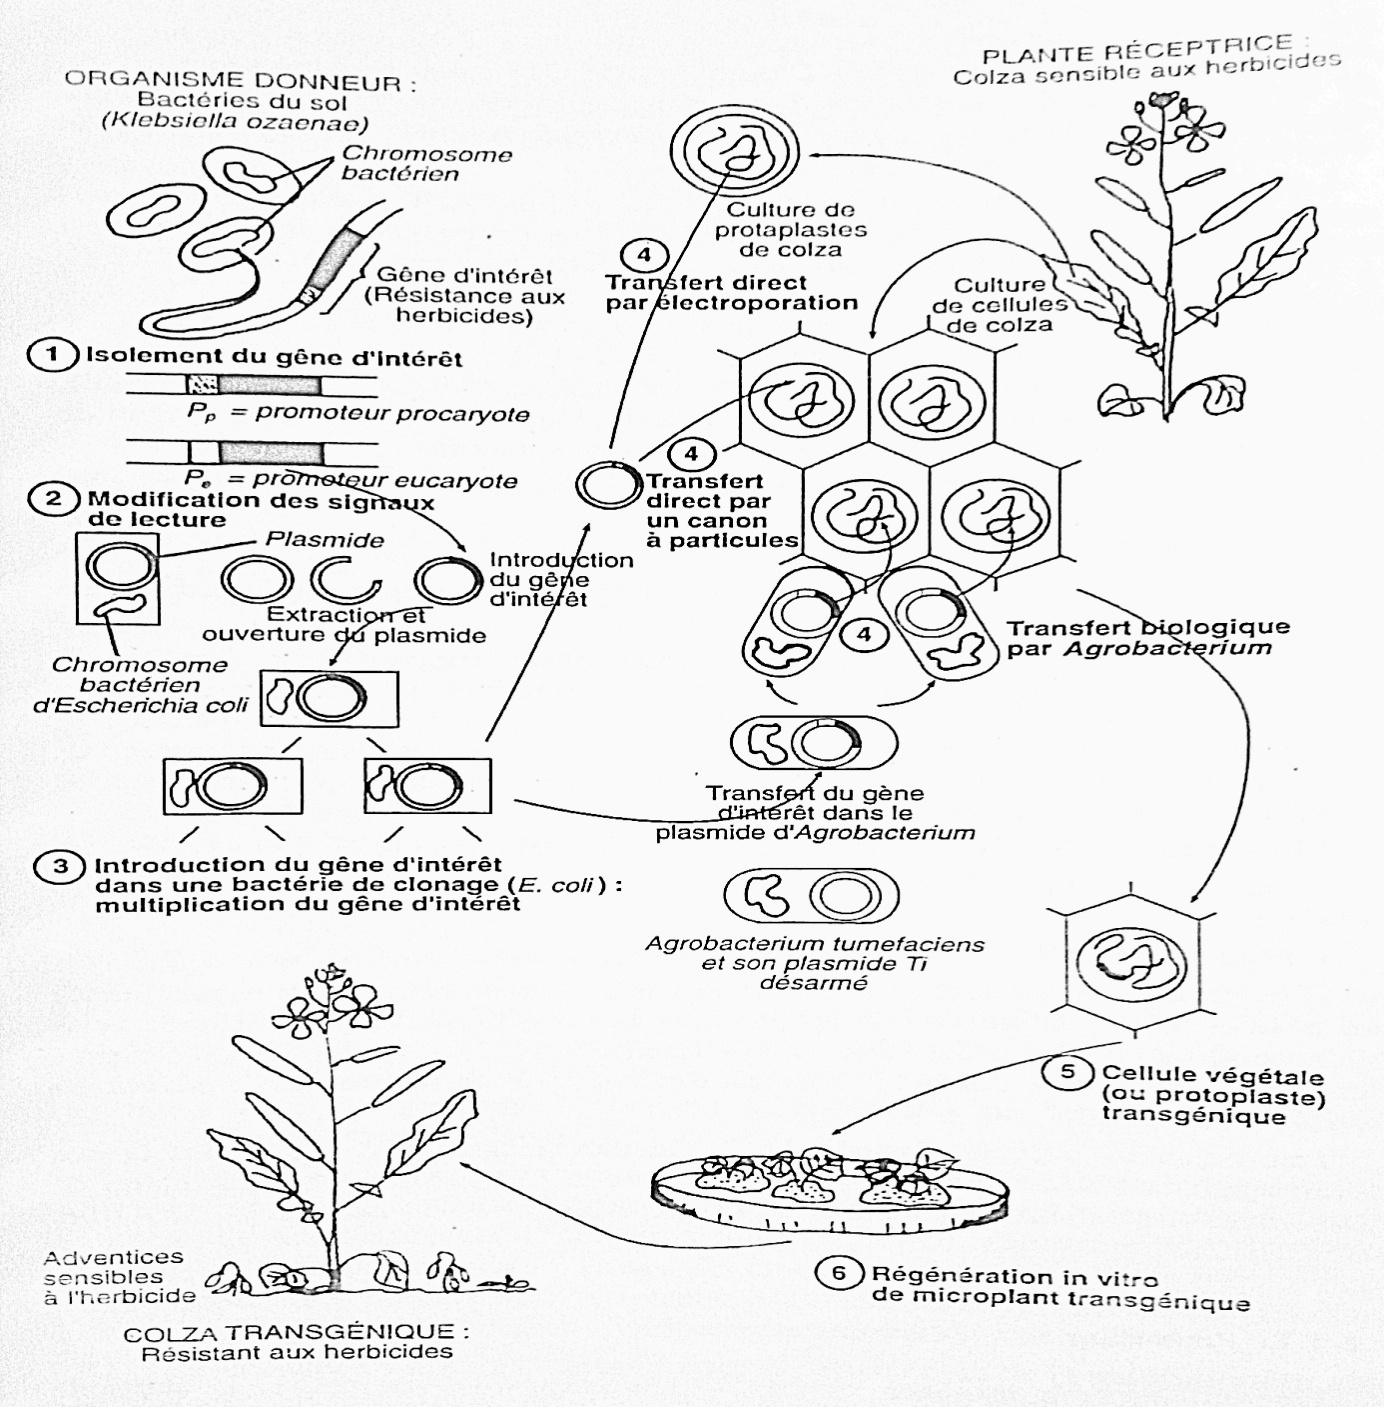 ORGANISME DONNEUR :
Bactéries du sol
(Klebsiella ozaenae)
Chromosome
bactérien
Gêne d'intérêt
(Résistance aux
herbicides)
1 Isolement du gêne d'intérêt
Pp = promoteur procaryote
Pe = promoteur eucaryote
2 Modification des signaux
de lecture
Plasmide
Introduction
du gêne
d'intérêt
Extraction et
ouverture du plasmide
Chromosome
bactérien
d'Escherichia coli
3 Introduction du gêne d'intérêt
dans une bactérie de clonage (E. coli) :
multiplication du gêne d'intérêt
PLANTE RÉCEPTRICE :
Colza sensible aux herbicides
Culture de
protaplastes
de colza
4
Transfert direct
par électroporation
Culture
de cellules
de colza
4
Transfert
direct par
un canon
à particules
4
Transfert biologique
par Agrobacterium
Transfert du gène
d'intérêt dans le
plasmide d'Agrobacterium
Agrobacterium tumefaciens
et son plasmide Ti
désarmé
5 Cellule végétale
(ou protoplaste)
transgénique
6 Régénération in vitro
de microplant transgénique
Adventices
sensibles
à l'herbicide
COLZA TRANSGÉNIQUE :
Résistant aux herbicides